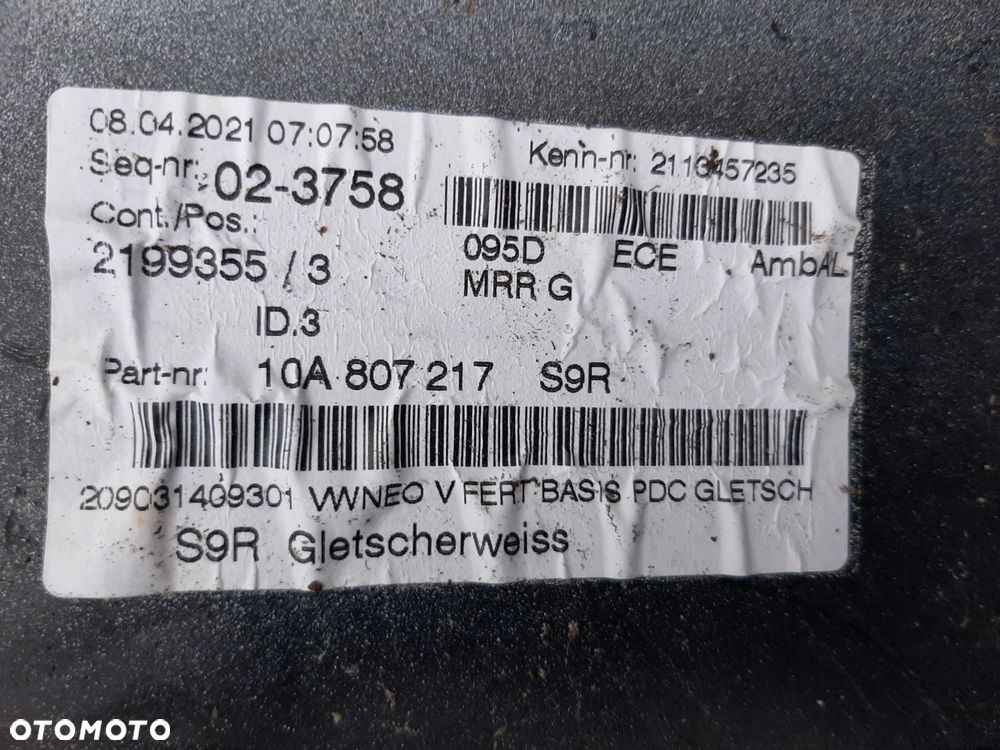 08.04.2021 07:07:58
Kenn-nr: 2113457235
Seq-nr: 02-3758
Cont./Pos.:
2199355 / 3
095D ECE AmbALT
MRR G
ID.3
Part-nr: 10A 807 217 S9R
209031409301 VWNEO V FERT BASIS PDC GLETSCH
S9R Gletscherweiss
OTOMOTO